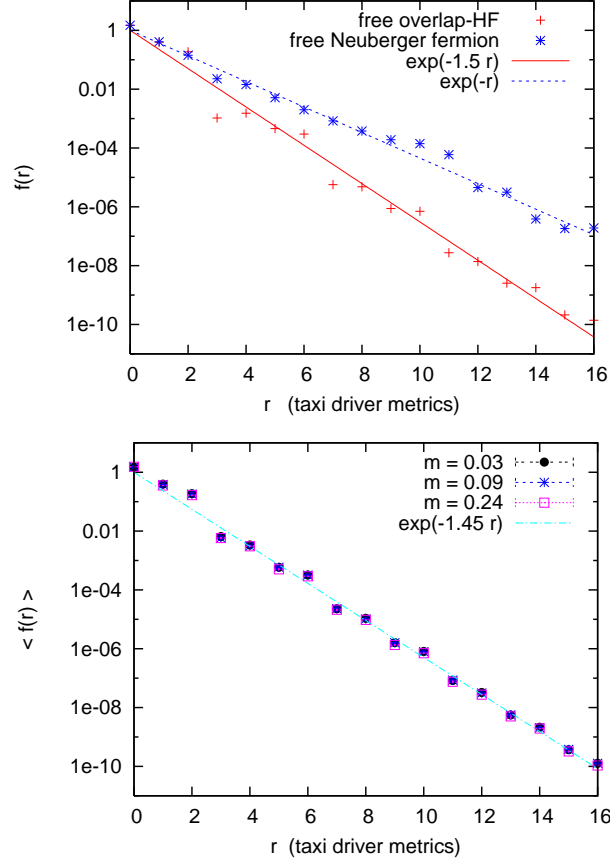 free overlap-HF
free Neuberger fermion
exp(-1.5 r)
exp(-r)
1
0.01
1e-04
1e-06
1e-08
1e-10
f(r)
0 2 4 6 8 10 12 14 16
r (taxi driver metrics)
m = 0.03
m = 0.09
m = 0.24
exp(-1.45 r)
1
0.01
1e-04
1e-06
1e-08
1e-10
< f(r) >
0 2 4 6 8 10 12 14 16
r (taxi driver metrics)